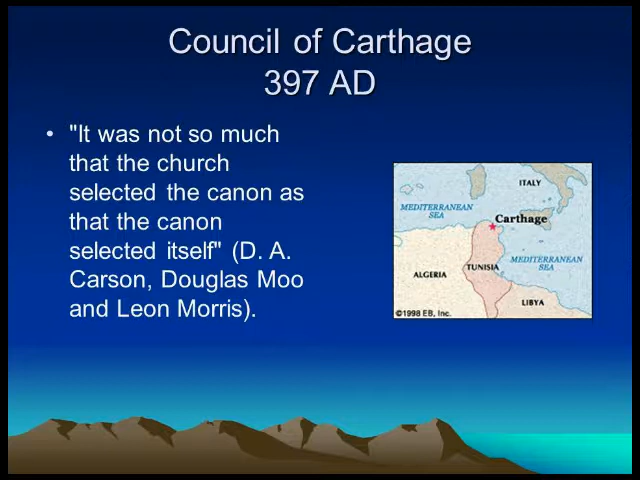 Council of Carthage
397 AD
• "It was not so much
that the church
selected the canon as
that the canon
selected itself" (D. A.
Carson, Douglas Moo
and Leon Morris).
ITALY
MEDITERRANEAN
SEA
Carthage
MEDITERRANEAN
SEA
TUNISIA
ALGERIA
LIBYA
©1998 EB, Inc.